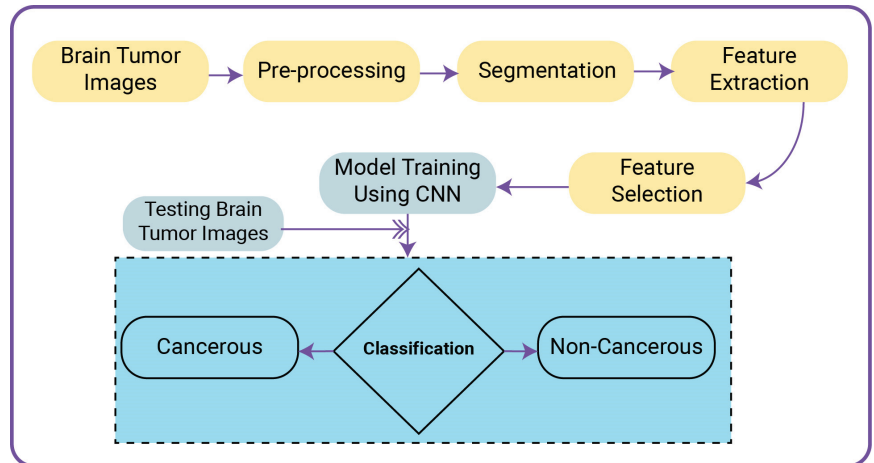 Brain Tumor
Images
Pre-processing
Segmentation
Feature
Extraction
Feature
Selection
Model Training
Using CNN
Testing Brain
Tumor Images
Cancerous
Classification
Non-Cancerous